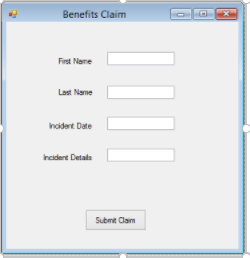 Benefits Claim
First Name
Last Name
Incident Date
Incident Details
Submit Claim